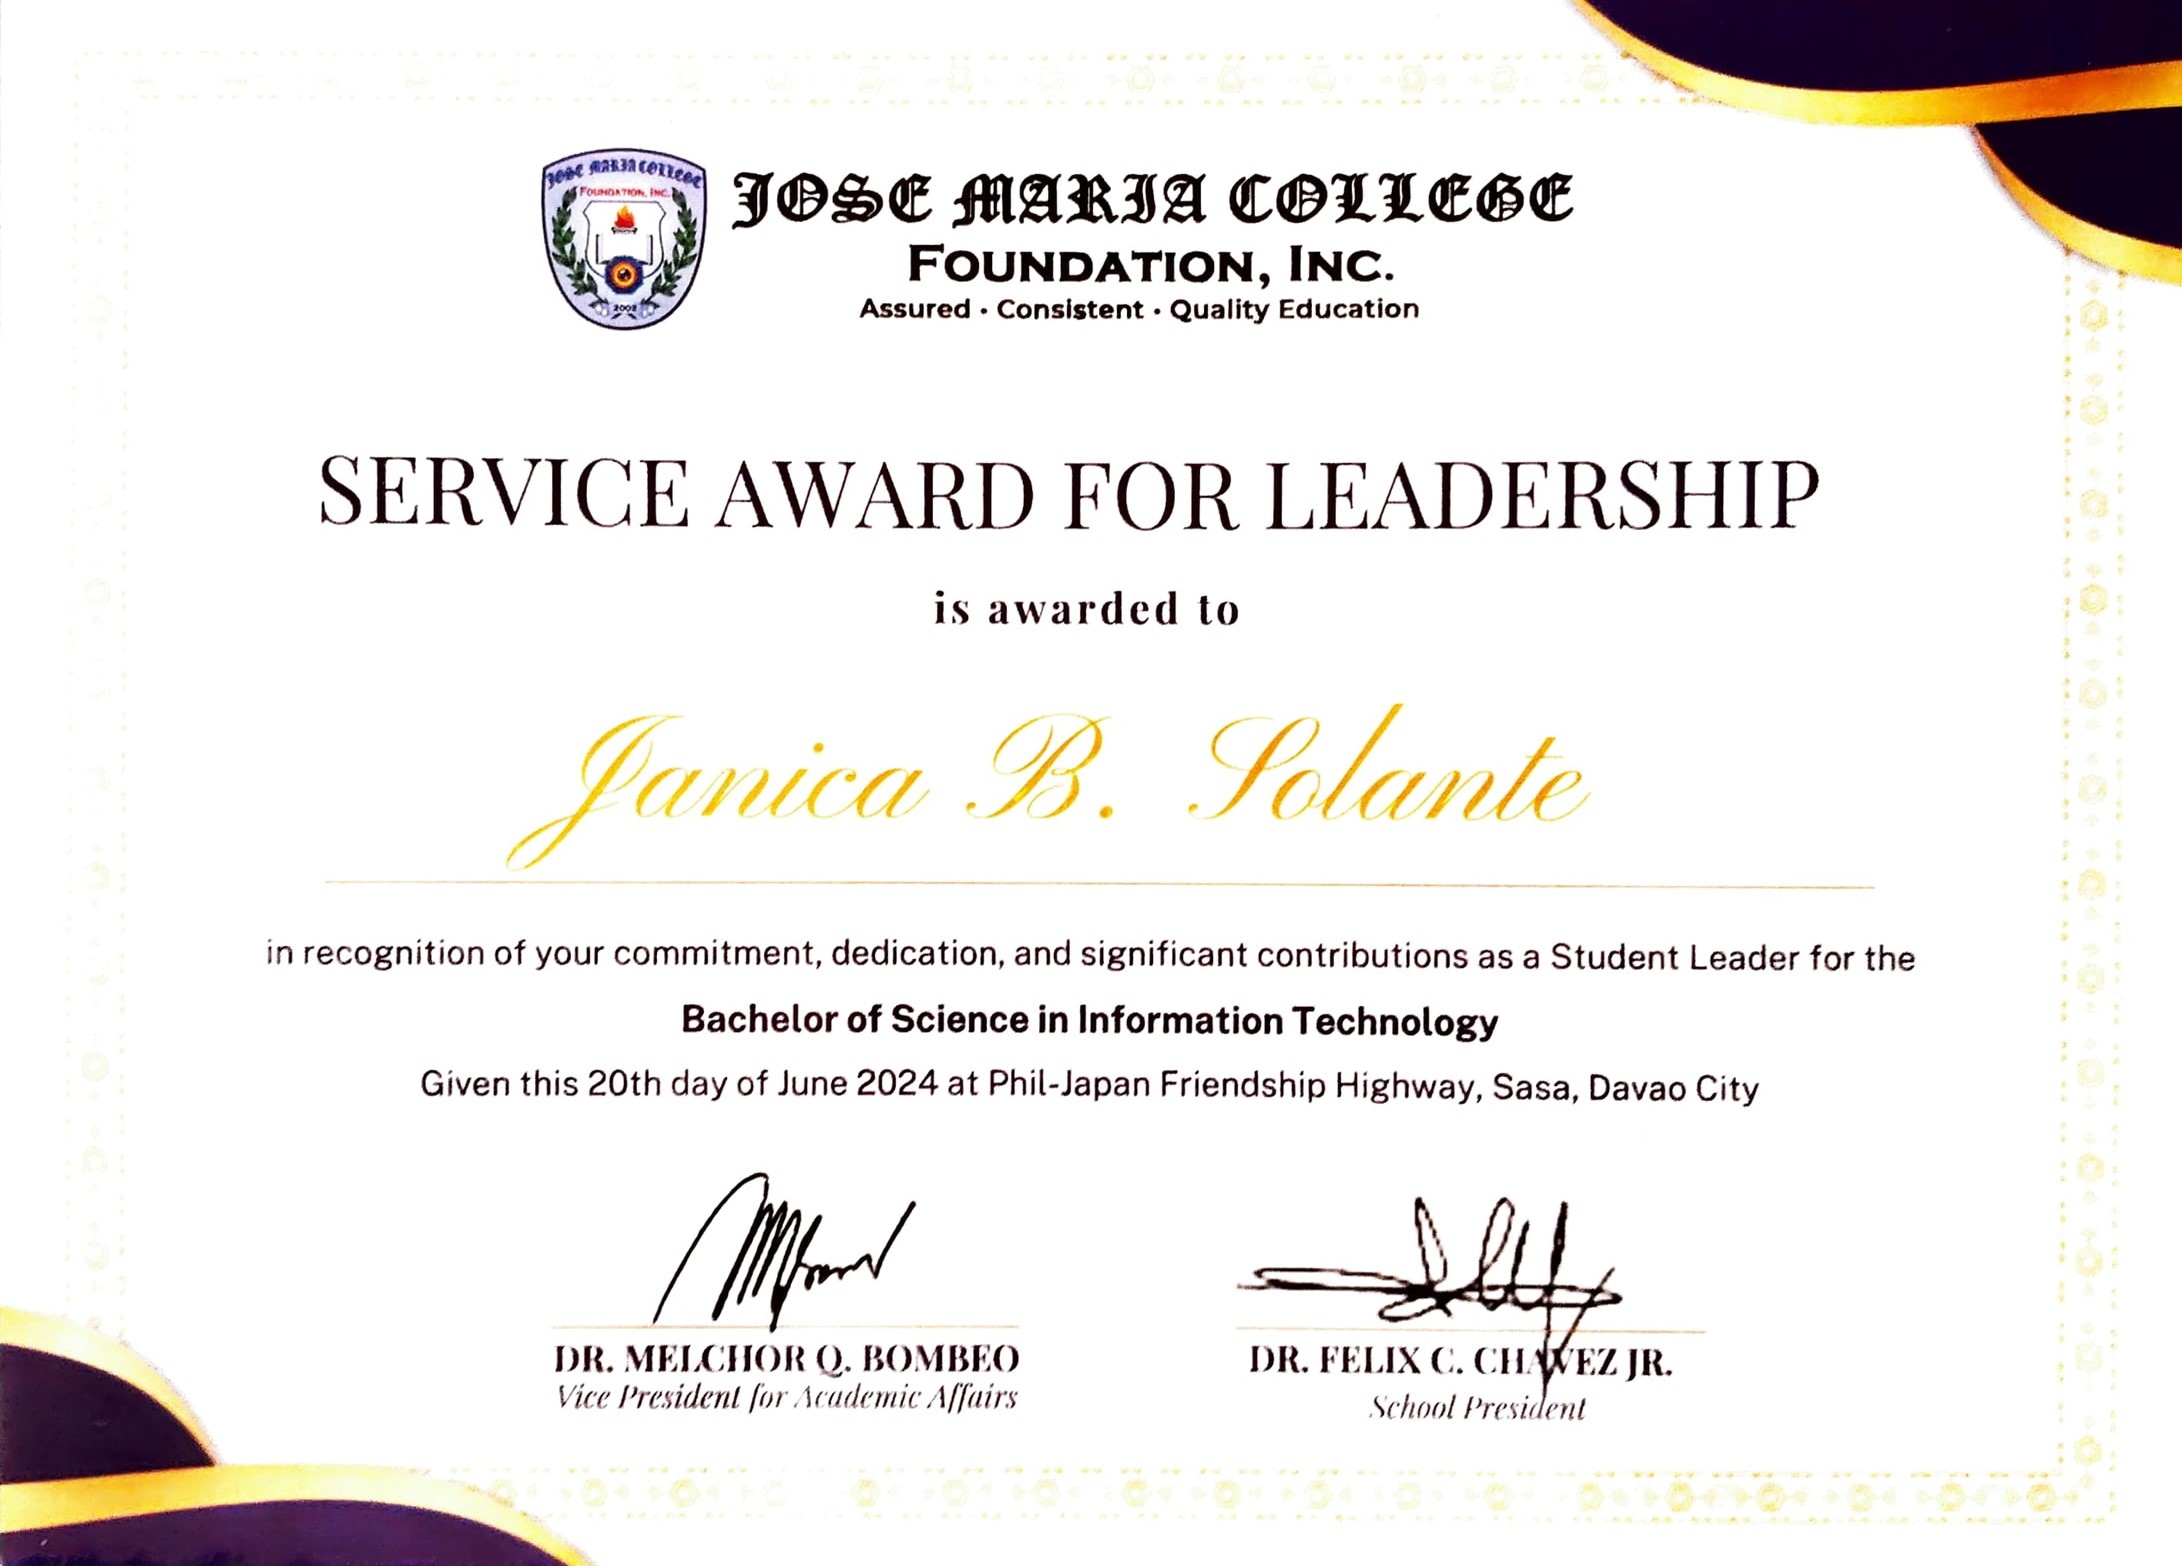 JOSE MARIA COLLEGE
FOUNDATION, INC.
2002
JOSE MARIA COLLEGE
FOUNDATION, INC.
Assured • Consistent • Quality Education
SERVICE AWARD FOR LEADERSHIP
is awarded to
Janica B. Solante
in recognition of your commitment, dedication, and significant contributions as a Student Leader for the
Bachelor of Science in Information Technology
Given this 20th day of June 2024 at Phil-Japan Friendship Highway, Sasa, Davao City
DR. MELCHOR Q. BOMBEO
Vice President for Academic Affairs
DR. FELIX C. CHAVEZ JR.
School President